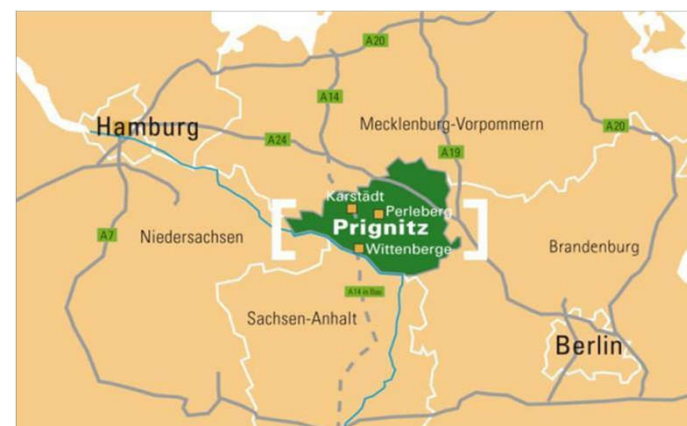 A20
A14
Hamburg
Mecklenburg-Vorpommern
A20
A24
A19
Karstädt
Perleberg
Prignitz
A7
Niedersachsen
Wittenberge
Brandenburg
A14 in Bau
Sachsen-Anhalt
Berlin